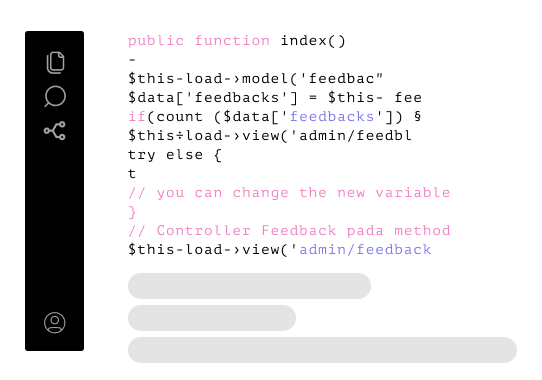 public function index()
-
$this-load->model('feedbac"
$data['feedbacks'] = $this- fee
if(count ($data['feedbacks']) §
$this÷load->view('admin/feedbl
try else {
t
// you can change the new variable
}
// Controller Feedback pada method
$this-load->view('admin/feedback